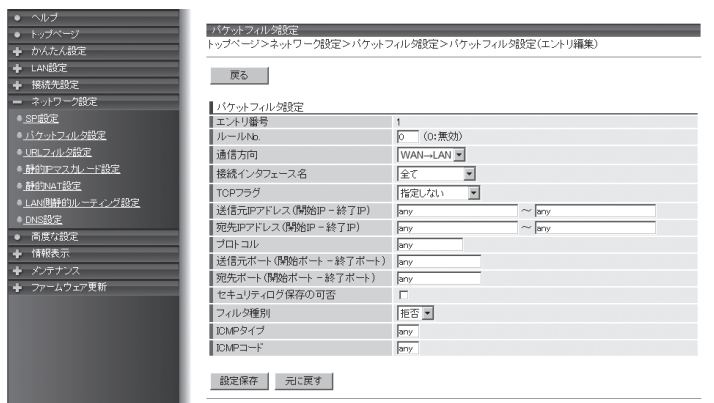 ヘルプ
トップページ
かんたん設定
LAN設定
接続先設定
ネットワーク設定
SPI設定
パケットフィルタ設定
URLフィルタ設定
静的IPマスカレード設定
静的NAT設定
LAN側静的ルーティング設定
DNS設定
高度な設定
情報表示
メンテナンス
ファームウェア更新
パケットフィルタ設定
トップページ>ネットワーク設定>パケットフィルタ設定>パケットフィルタ設定(エントリ編集)
戻る
パケットフィルタ設定
エントリ番号 1
ルールNo. 0 (0:無効)
通信方向 WAN→LAN
接続インタフェース名 全て
TCPフラグ 指定しない
送信元IPアドレス(開始IP－終了IP) any ～ any
宛先IPアドレス(開始IP－終了IP) any ～ any
プロトコル any
送信元ポート(開始ポート－終了ポート) any
宛先ポート(開始ポート－終了ポート) any
セキュリティログ保存の可否
フィルタ種別 拒否
ICMPタイプ any
ICMPコード any
設定保存 元に戻す